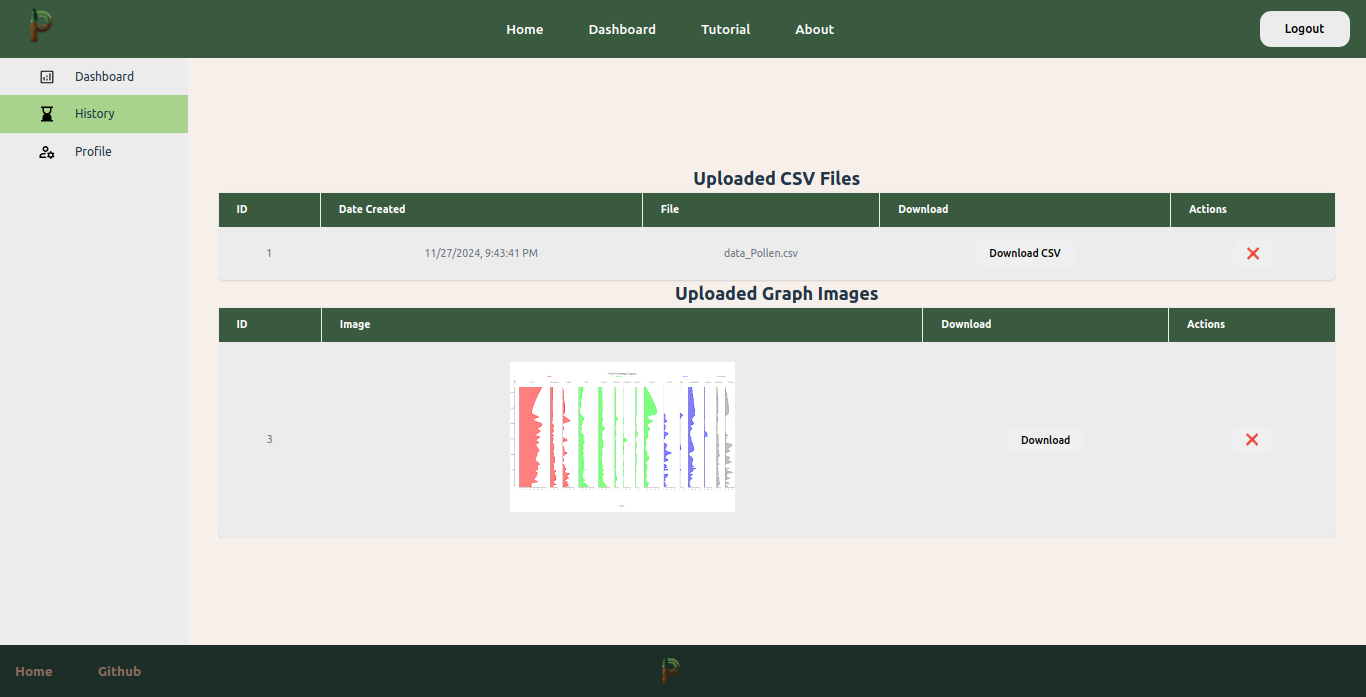 Home Dashboard Tutorial About Logout
Dashboard
History
Profile
Uploaded CSV Files
ID Date Created File Download Actions
1 11/27/2024, 9:43:41 PM data_Pollen.csv Download CSV
Uploaded Graph Images
ID Image Download Actions
3 Download
Home Github